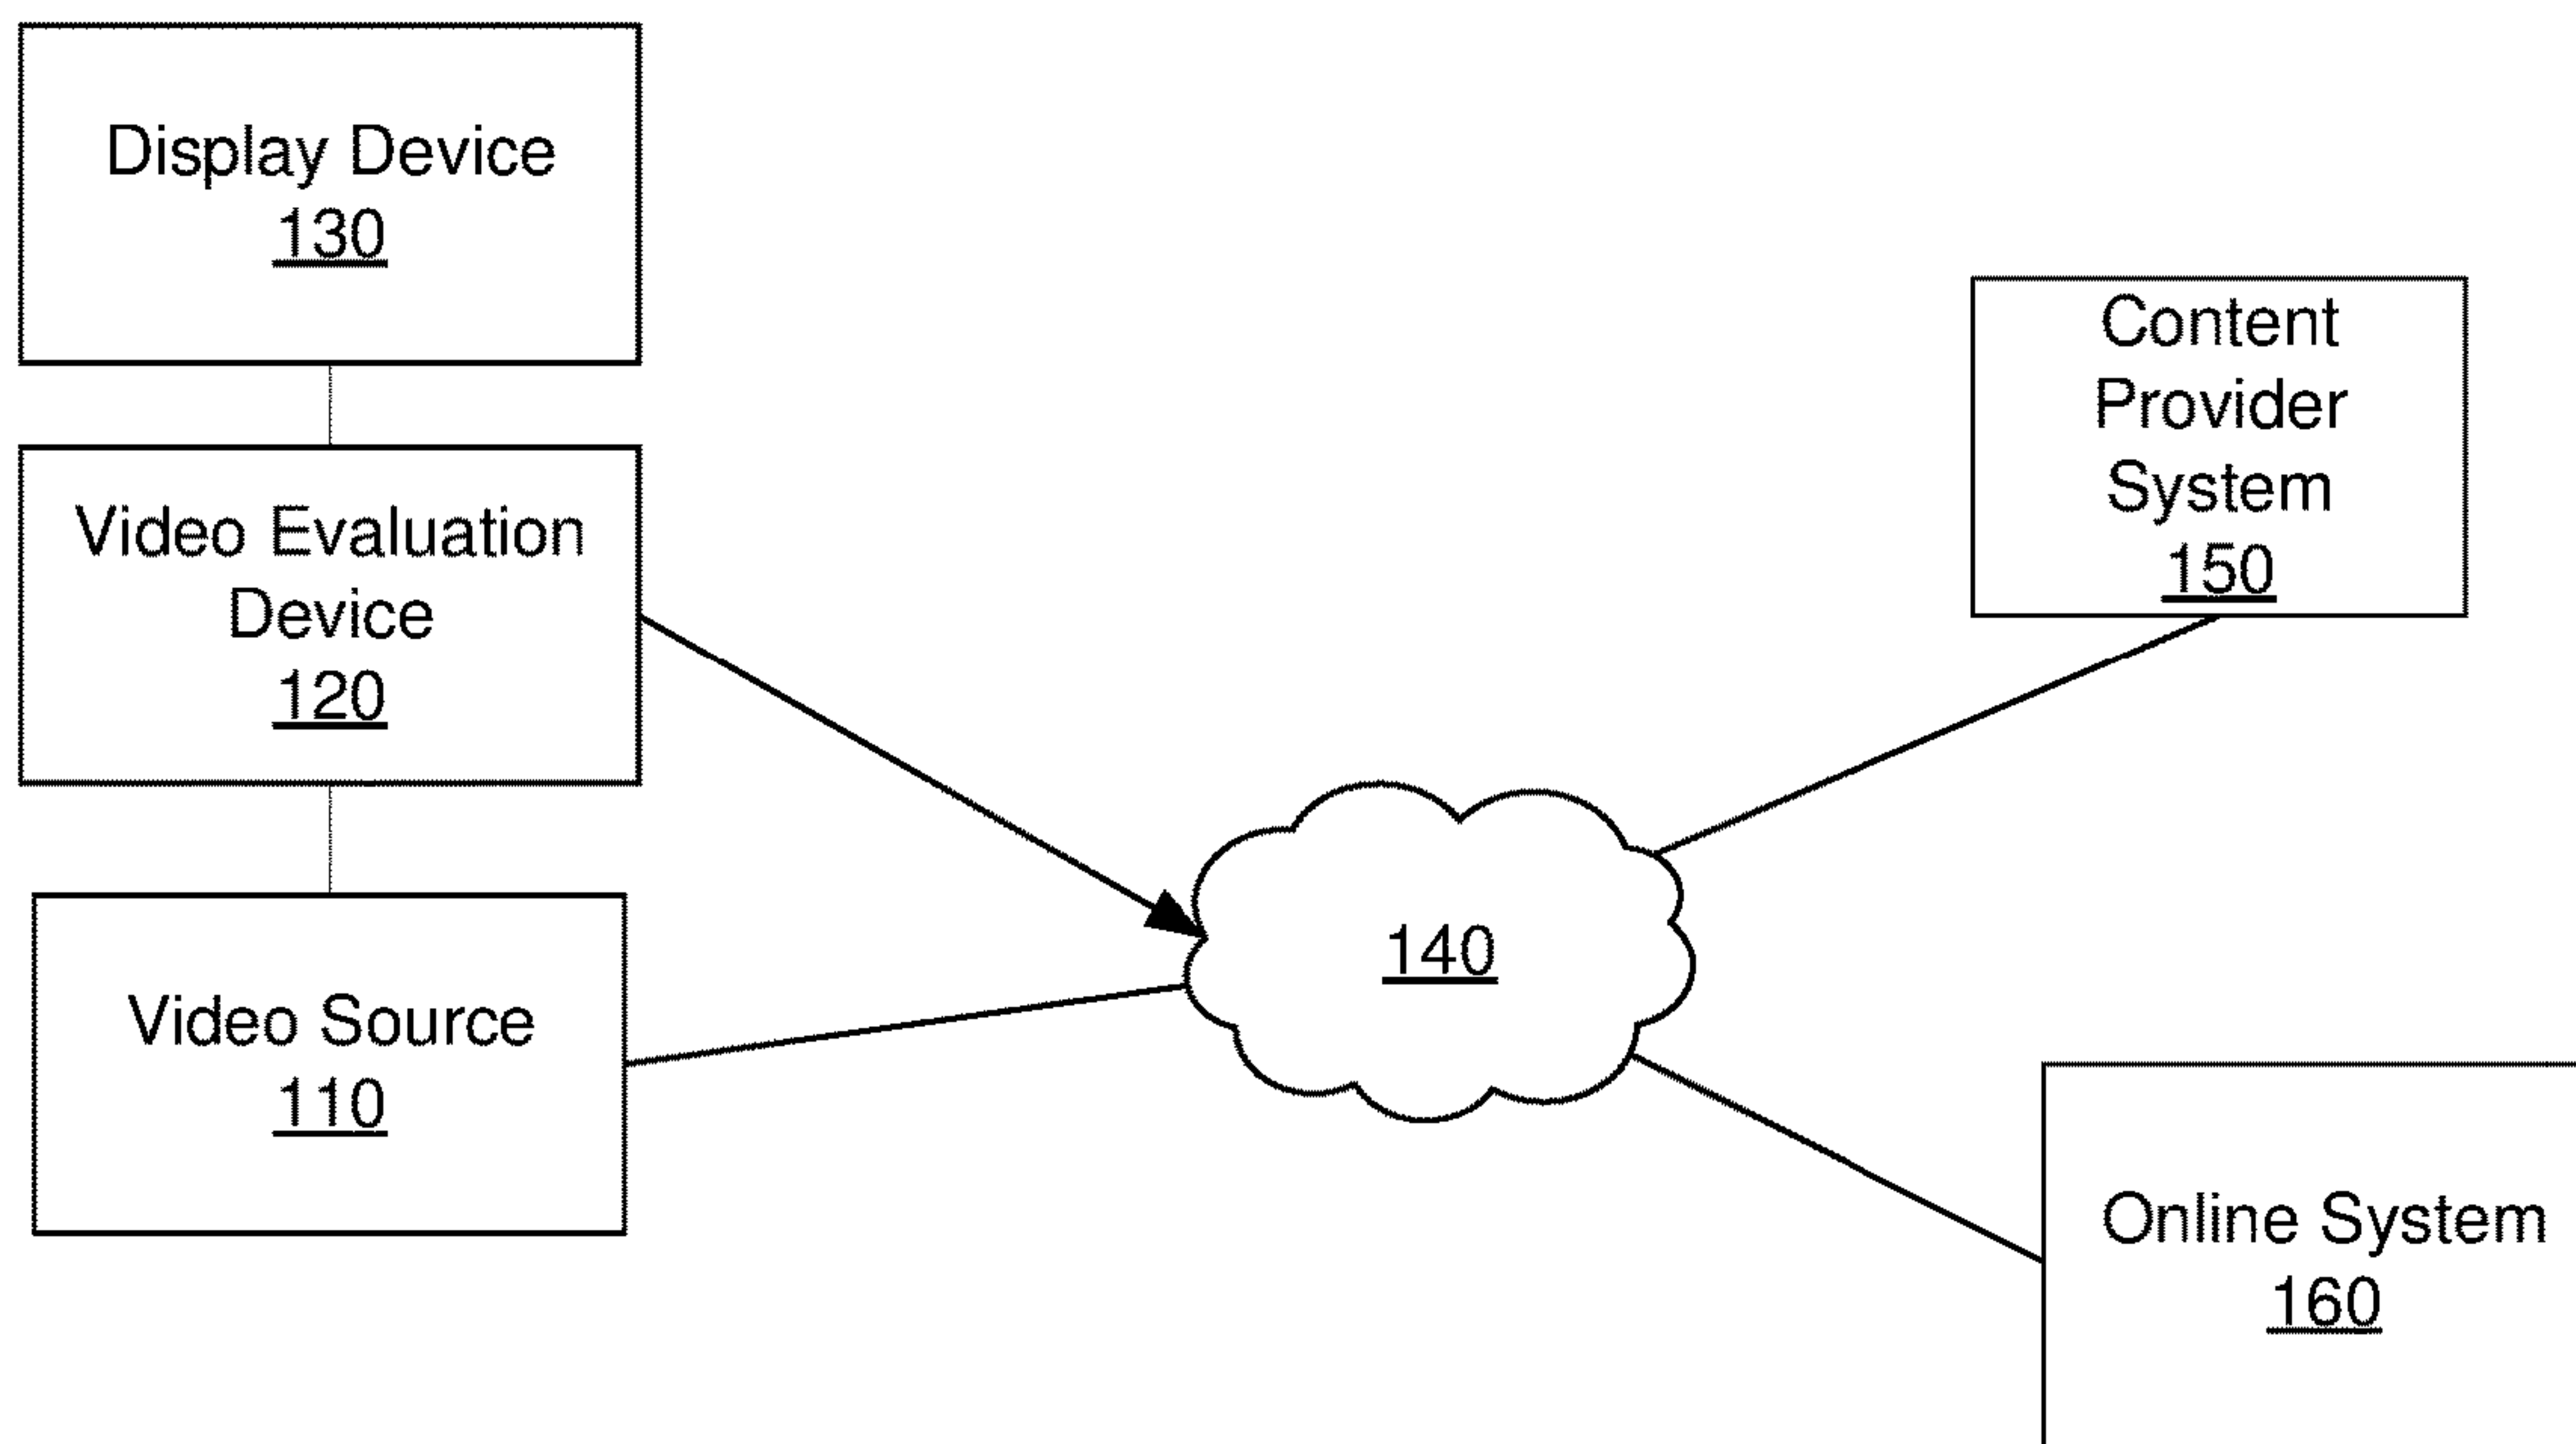 Display Device
130
Video Evaluation
Device
120
Video Source
110
140
Content
Provider
System
150
Online System
160